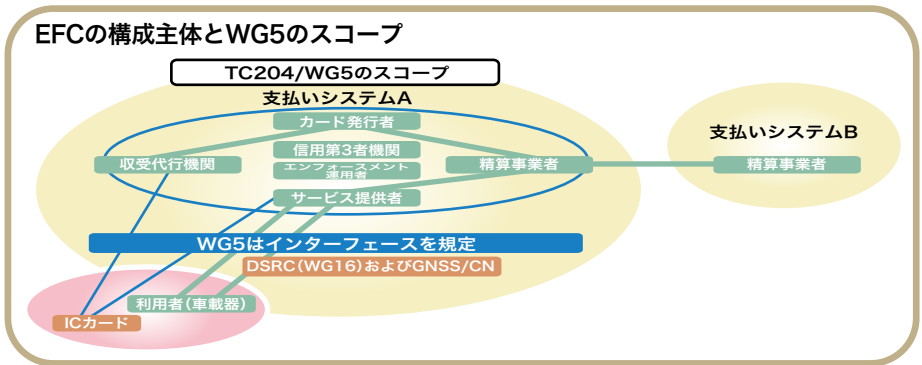 EFCの構成主体とWG5のスコープ
TC204/WG5のスコープ
支払いシステムA
カード発行者
信用第3者機関
収受代行機関
エンフォースメント
運用者
精算事業者
サービス提供者
支払いシステムB
精算事業者
WG5はインターフェースを規定
DSRC(WG16)およびGNSS/CN
利用者(車載器)
ICカード